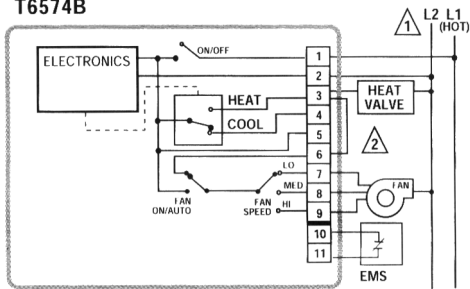 T6574B
L2 L1
1
(HOT)
ELECTRONICS
ON/OFF
1
2
3
4
5
6
7
8
9
10
11
HEAT
COOL
HEAT
VALVE
2
LO
MED
HI
FAN
ON/AUTO
FAN
SPEED
FAN
EMS